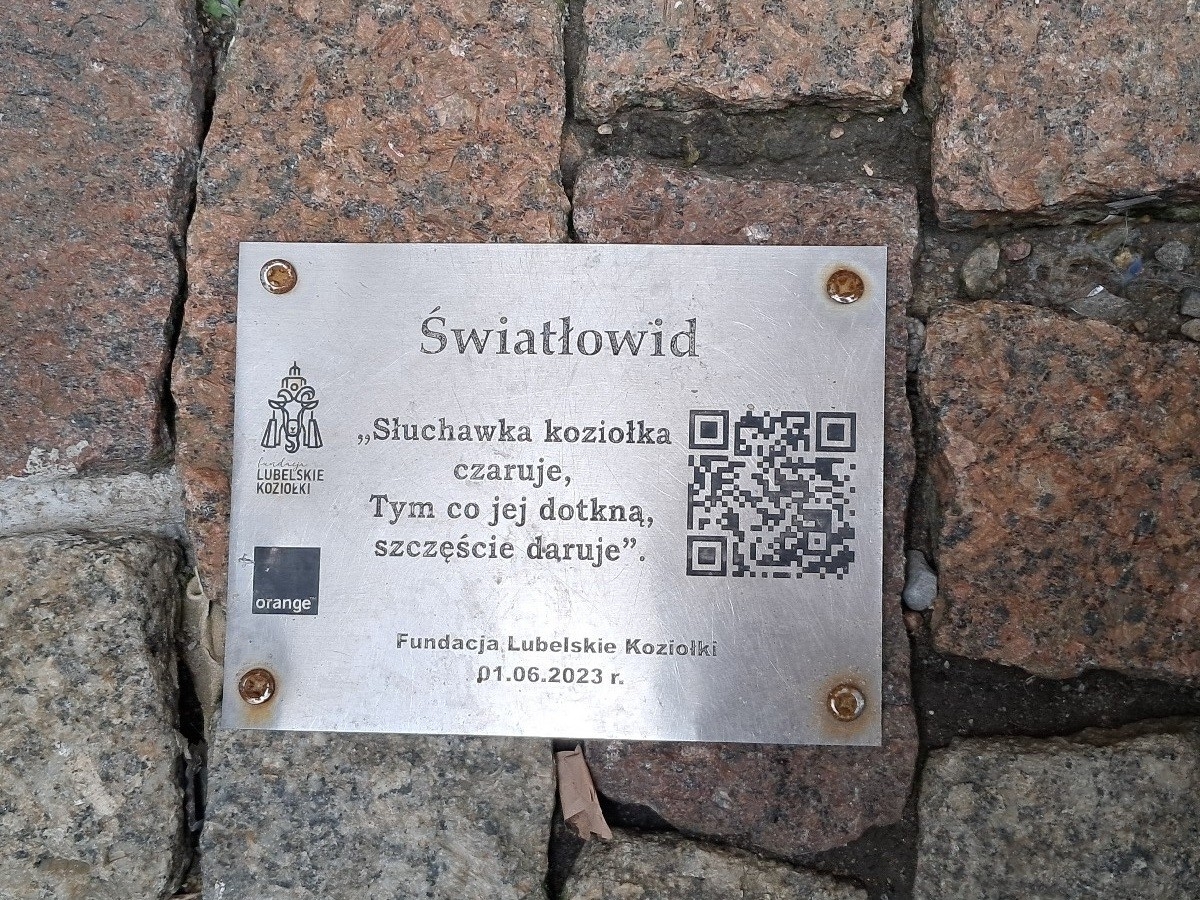 Światłowid
„Słuchawka koziołka
czaruje,
Tym co jej dotkną,
szczęście daruje”.
fundacja
LUBELSKIE
KOZIOŁKI
orange™
Fundacja Lubelskie Koziołki
01.06.2023 r.